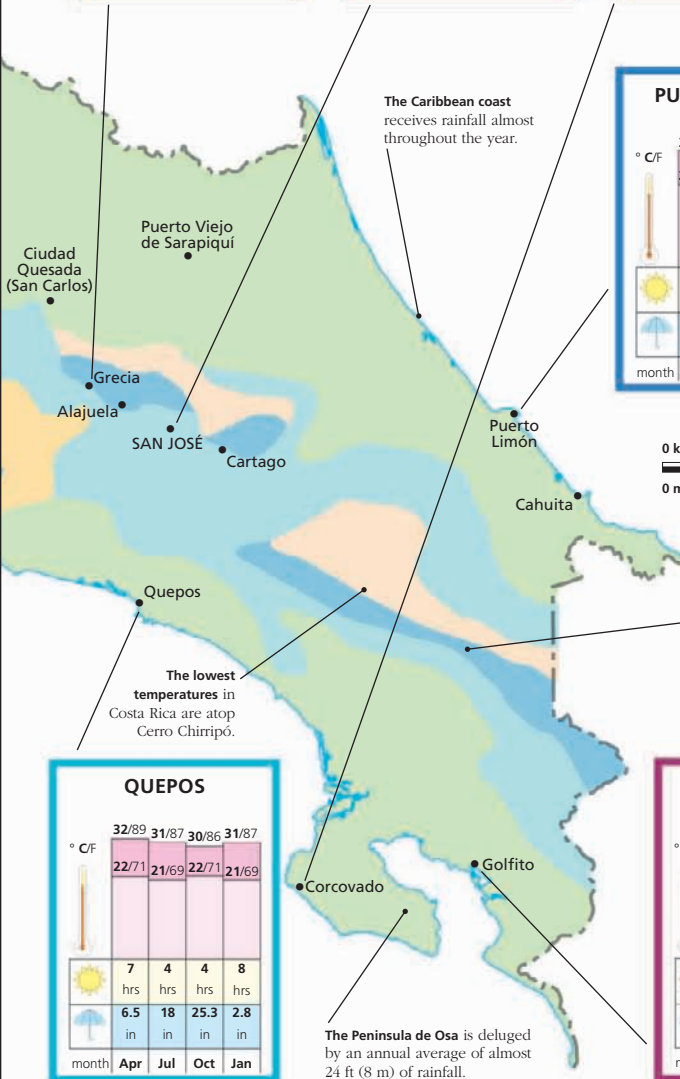 The Caribbean coast
receives rainfall almost
throughout the year.
PU
° C/F
month
Puerto Viejo
de Sarapiquí
Ciudad
Quesada
(San Carlos)
Grecia
Alajuela
SAN JOSÉ
Cartago
Puerto
Limón
0 k
0 m
Cahuita
Quepos
The lowest
temperatures in
Costa Rica are atop
Cerro Chirripó.
QUEPOS
° C/F
32/89 31/87 30/86 31/87
22/71 21/69 22/71 21/69
7 4 4 8
hrs hrs hrs hrs
6.5 18 25.3 2.8
in in in in
month Apr Jul Oct Jan
Golfito
Corcovado
The Peninsula de Osa is deluged
by an annual average of almost
24 ft (8 m) of rainfall.